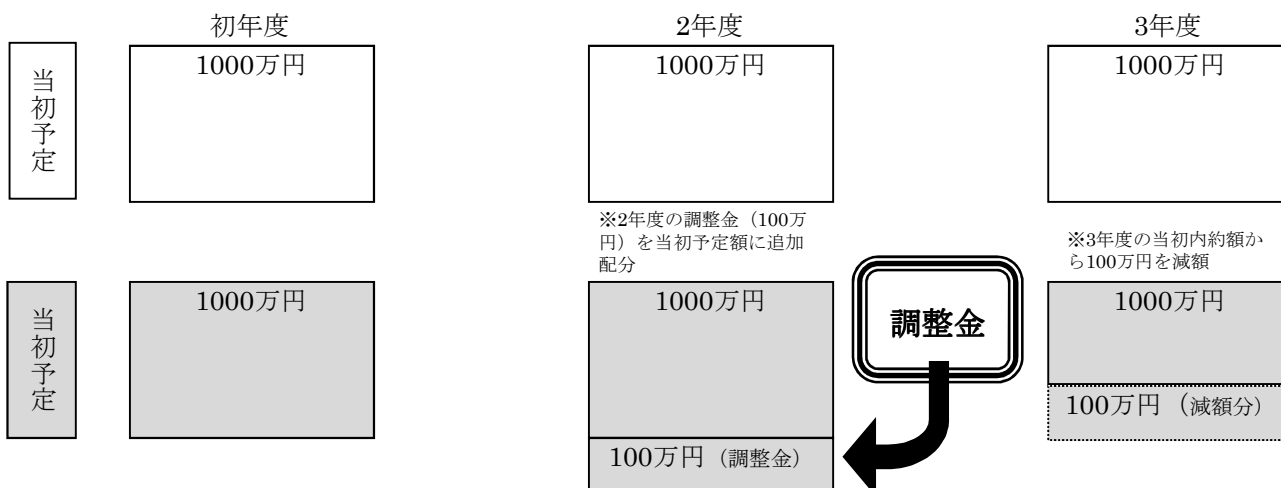 初年度
2年度
3年度
当初予定
1000万円
1000万円
1000万円
※2年度の調整金（100万
円）を当初予定額に追加
配分
※3年度の当初内約額か
ら100万円を減額
当初予定
1000万円
1000万円
調整金
1000万円
100万円（減額分）
100万円（調整金）